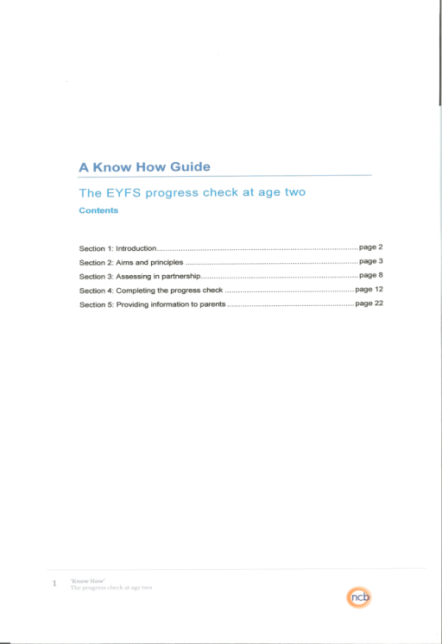 A Know How Guide
The EYFS progress check at age two
Contents
Section 1: Introduction.....................................................page 2
Section 2: Aims and principles .....................................................page 3
Section 3: Assessing in partnership.....................................................page 8
Section 4: Completing the progress check .....................................................page 12
Section 5: Providing information to parents .....................................................page 22
1
'Know How'
The progress check at age two
ncb